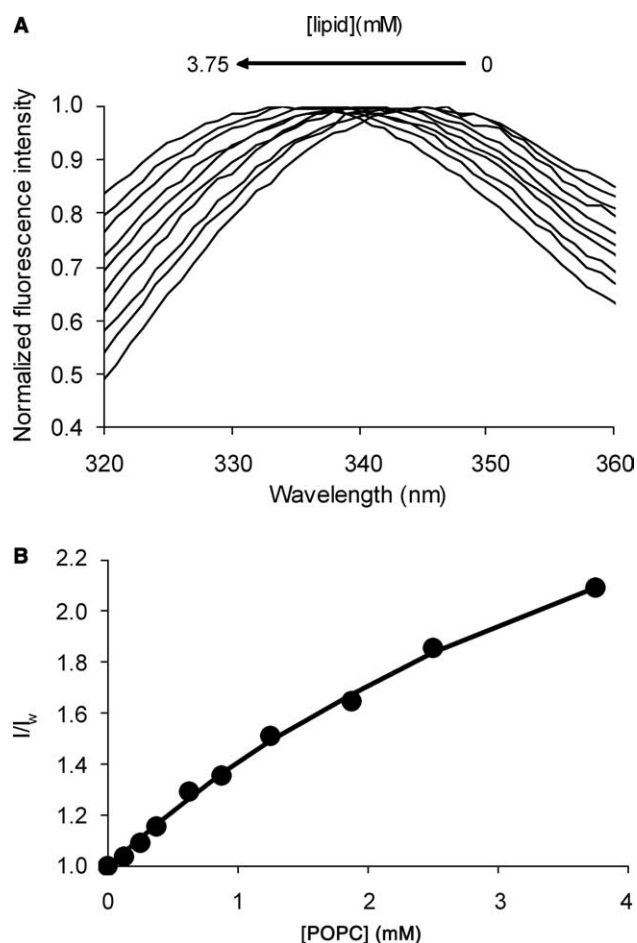 A
[lipid](mM)
3.75 0
Normalized fluorescence intensity
1.0
0.9
0.8
0.7
0.6
0.5
0.4
320 330 340 350 360
Wavelength (nm)
B
I/Iw
2.2
2.0
1.8
1.6
1.4
1.2
1.0
0 1 2 3 4
[POPC] (mM)